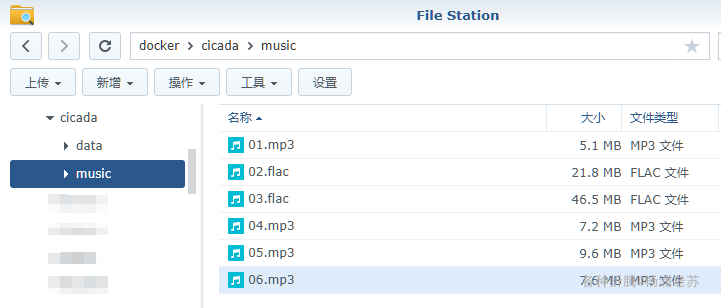 File Station
docker > cicada > music
上传 新增 操作 工具 设置
cicada
data
music
名称 大小 文件类型
01.mp3 5.1 MB MP3 文件
02.flac 21.8 MB FLAC 文件
03.flac 46.5 MB FLAC 文件
04.mp3 7.2 MB MP3 文件
05.mp3 9.6 MB MP3 文件
06.mp3 7.6 MB MP3 文件